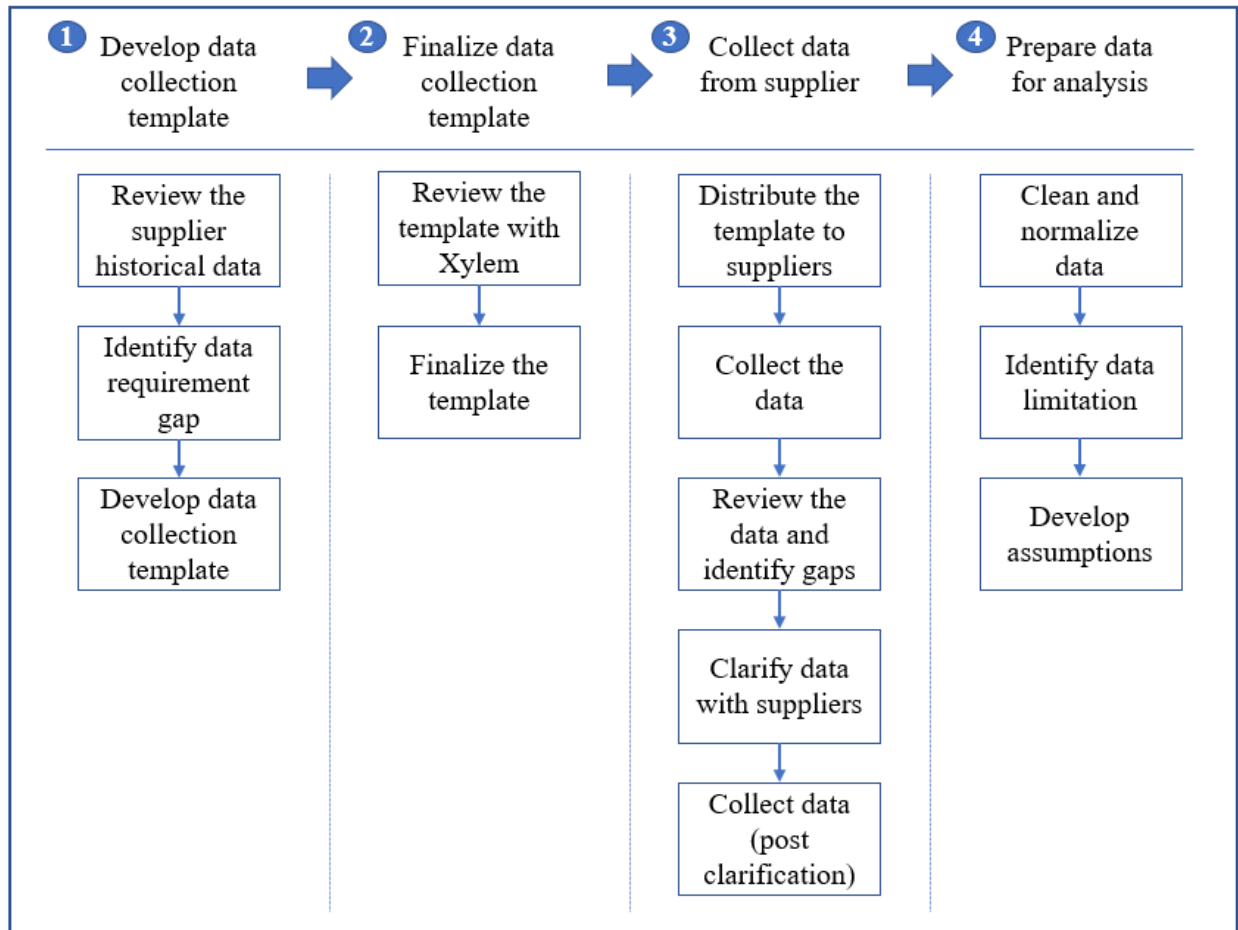 1
Develop data
collection
template
2
Finalize data
collection
template
3
Collect data
from supplier
4
Prepare data
for analysis
Review the
supplier
historical data
Identify data
requirement
gap
Develop data
collection
template
Review the
template with
Xylem
Finalize the
template
Distribute the
template to
suppliers
Collect the
data
Review the
data and
identify gaps
Clarify data
with suppliers
Collect data
(post
clarification)
Clean and
normalize
data
Identify data
limitation
Develop
assumptions